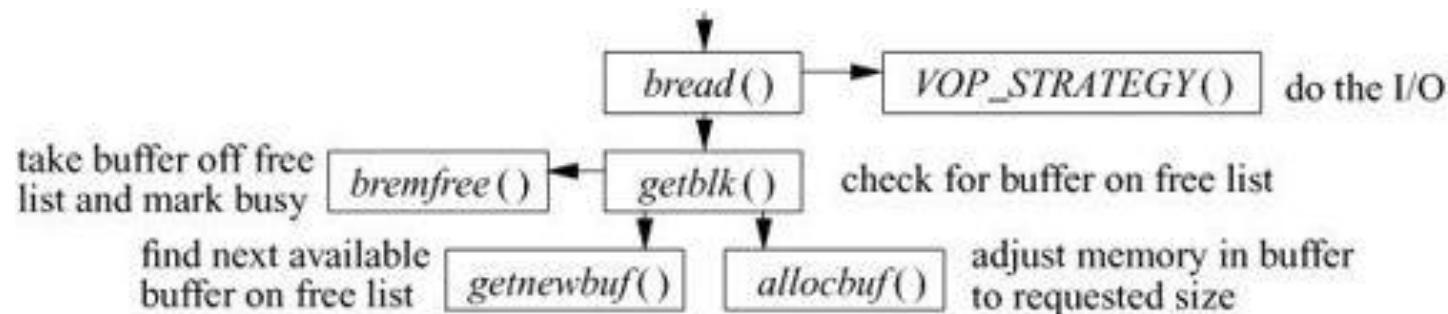 bread()
VOP_STRATEGY()
do the I/O
take buffer off free
list and mark busy
bremfree()
getblk()
check for buffer on free list
find next available
buffer on free list
getnewbuf()
allocbuf()
adjust memory in buffer
to requested size